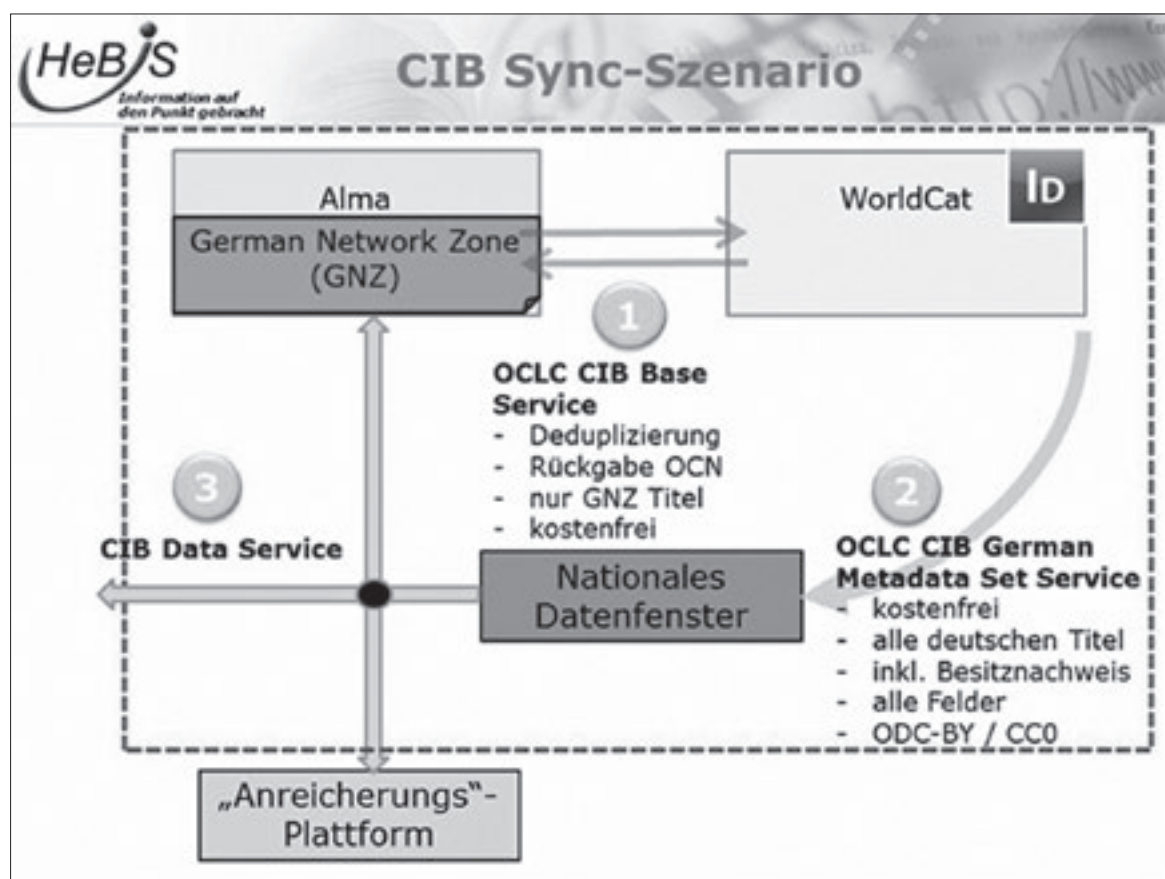 HeBIS
Information auf
den Punkt gebracht
CIB Sync-Szenario
http://www
Alma
German Network Zone
(GNZ)
WorldCat
ID
1
OCLC CIB Base
Service
- Deduplizierung
- Rückgabe OCN
- nur GNZ Titel
- kostenfrei
2
OCLC CIB German
Metadata Set Service
- kostenfrei
- alle deutschen Titel
- inkl. Besitznachweis
- alle Felder
- ODC-BY / CC0
3
CIB Data Service
Nationales
Datenfenster
„Anreicherungs“-
Plattform